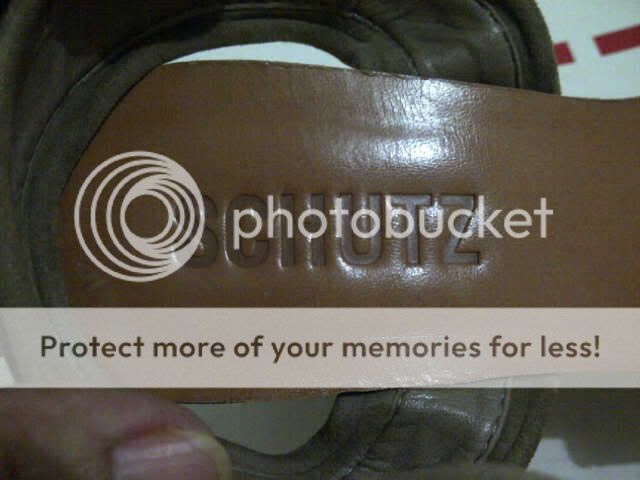 SCHUTZ
photobucket
Protect more of your memories for less!